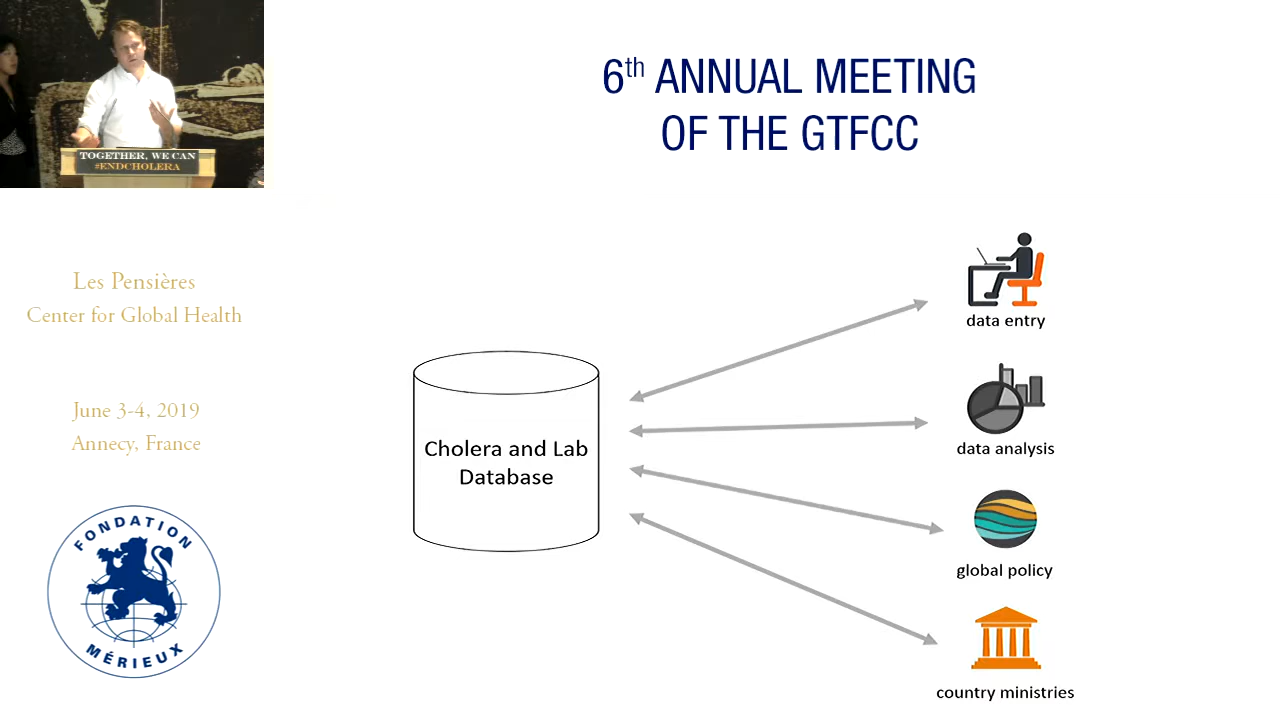 TOGETHER, WE CAN
#ENDCHOLERA
6th ANNUAL MEETING
OF THE GTFCC
Les Pensières
Center for Global Health
June 3-4, 2019
Annecy, France
FONDATION
MÉRIEUX
Cholera and Lab
Database
data entry
data analysis
global policy
country ministries